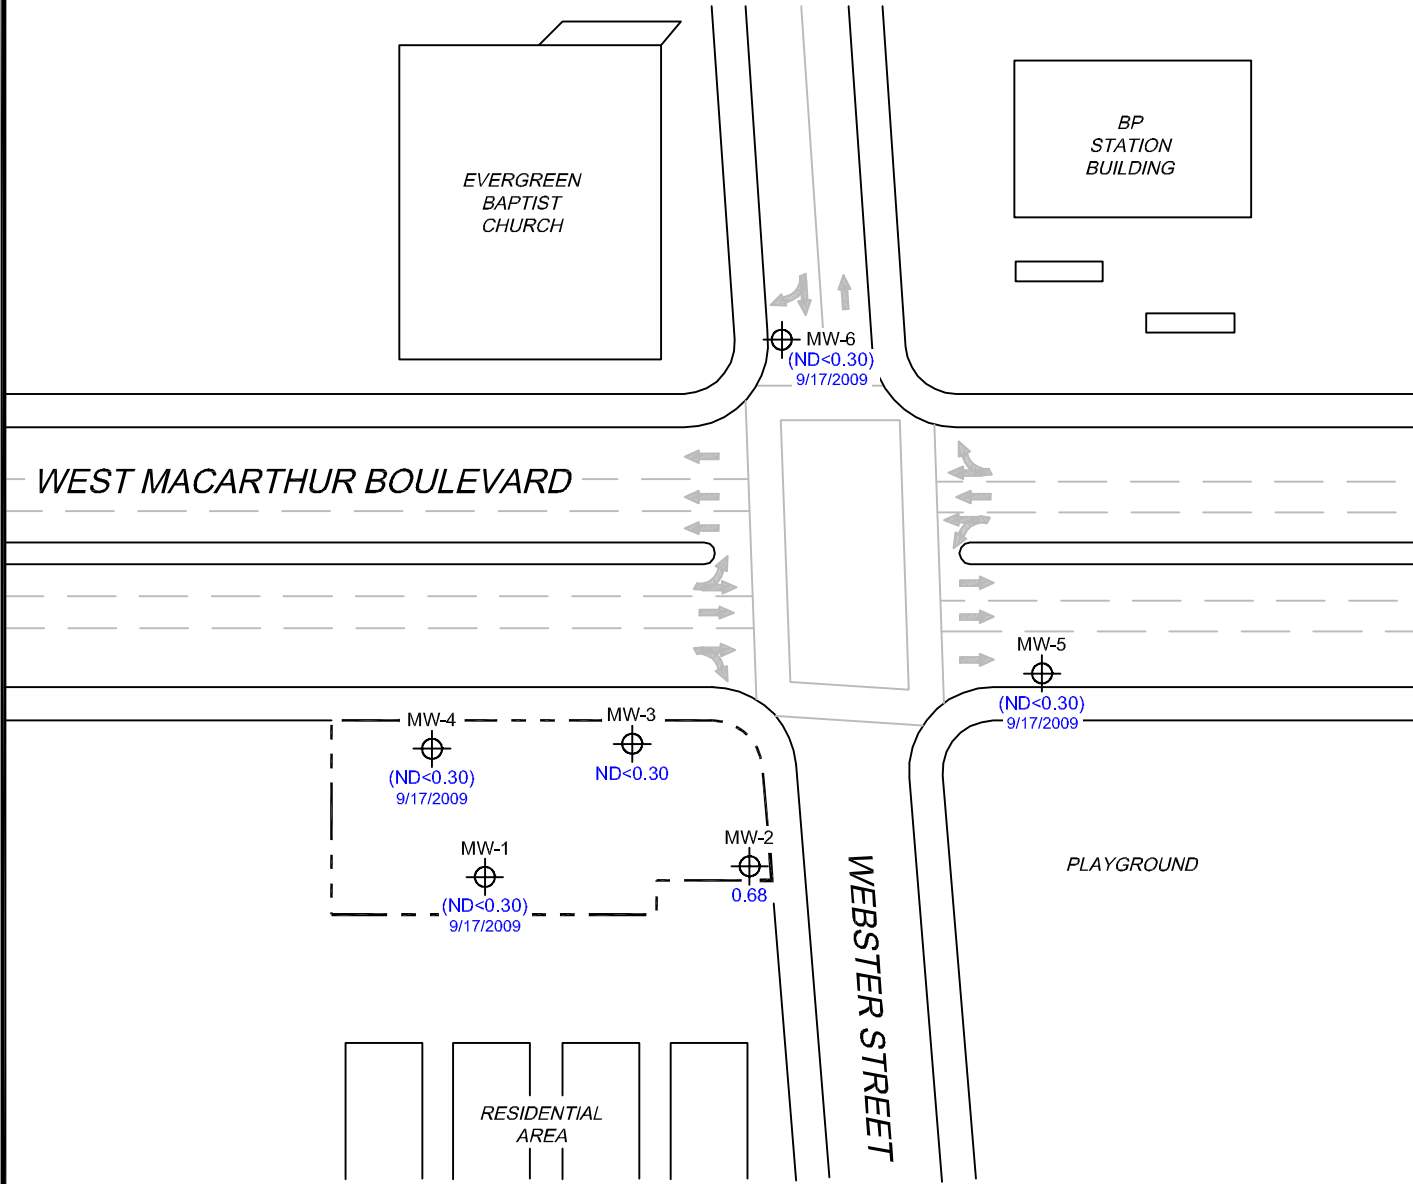 EVERGREEN
BAPTIST
CHURCH
BP
STATION
BUILDING
MW-6
(ND<0.30)
9/17/2009
WEST MACARTHUR BOULEVARD
MW-5
(ND<0.30)
9/17/2009
MW-4
(ND<0.30)
9/17/2009
MW-3
ND<0.30
MW-2
0.68
MW-1
(ND<0.30)
9/17/2009
PLAYGROUND
WEBSTER STREET
RESIDENTIAL
AREA